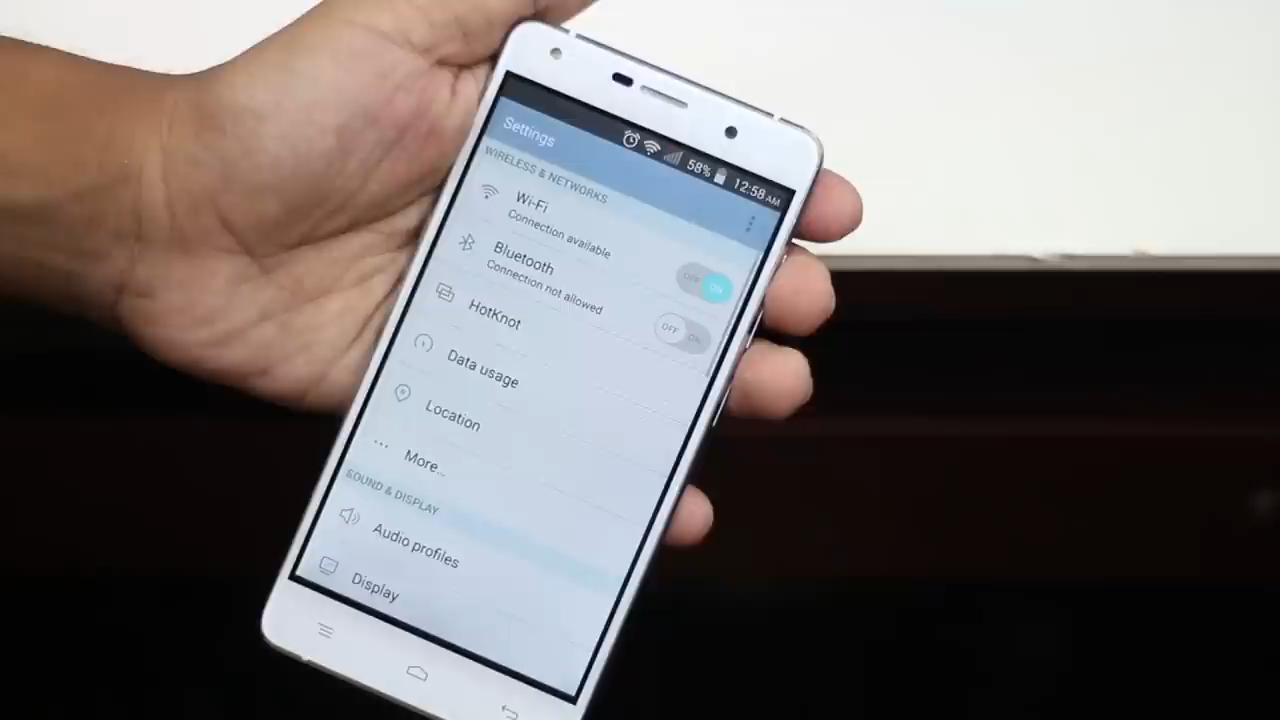 58% 12:58 AM
Settings
WIRELESS & NETWORKS
Wi-Fi
Connection available
OFF ON
Bluetooth
Connection not allowed
OFF ON
HotKnot
Data usage
Location
More...
SOUND & DISPLAY
Audio profiles
Display